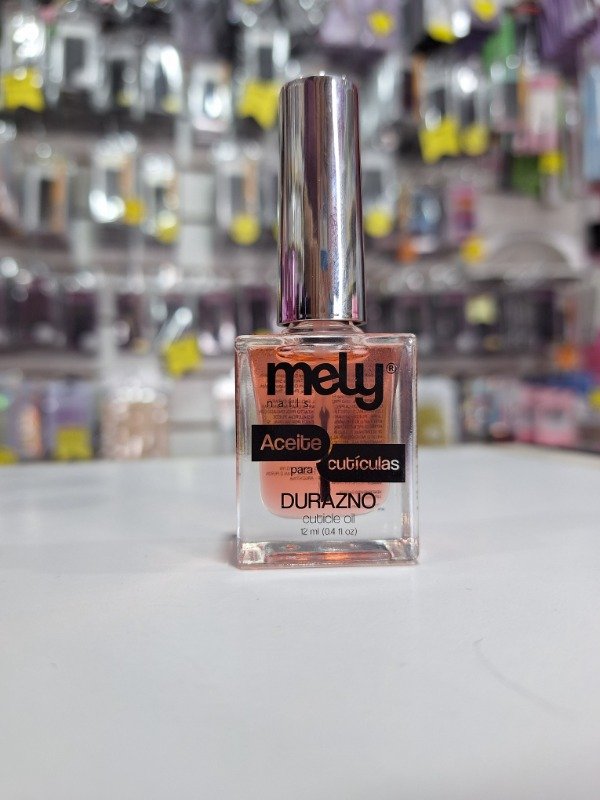 mely®
nails.
Aceite
para
cutículas
DURAZNO
cuticle oil
12 ml (0.4 fl. oz)